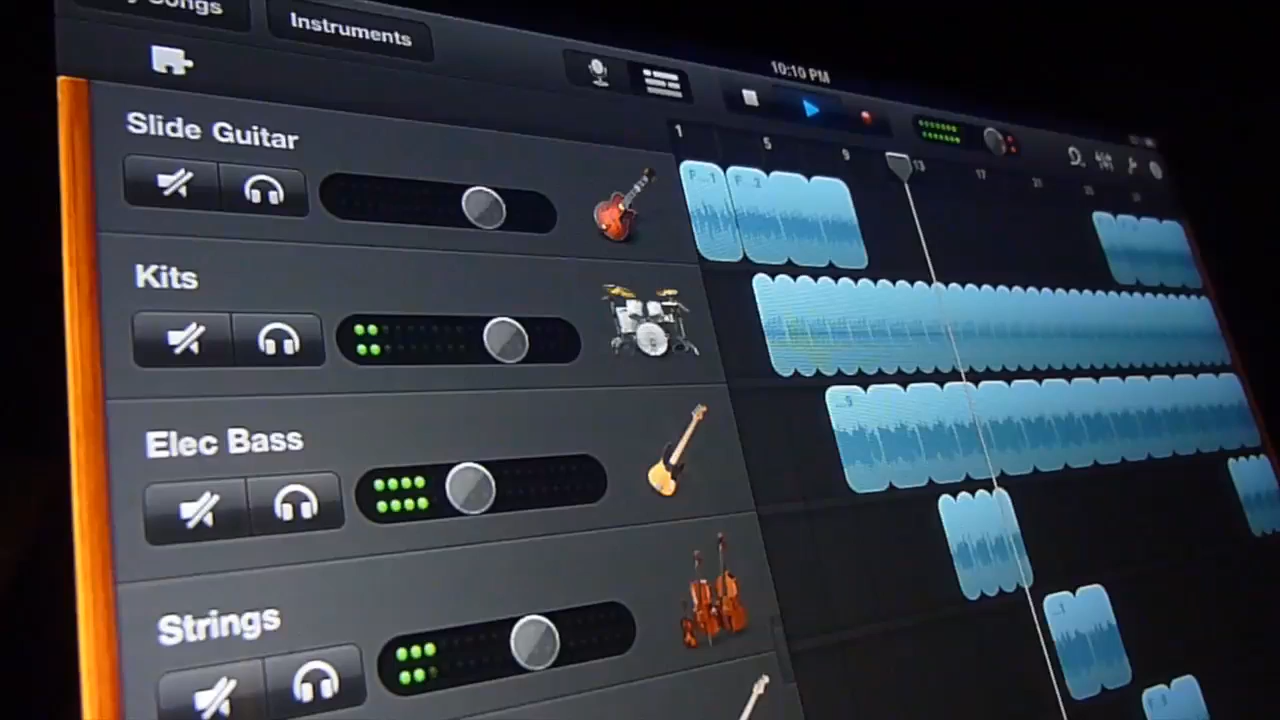 Songs
Instruments
10:10 PM
1
5
9
13
17
21
Slide Guitar
Kits
Elec Bass
Strings